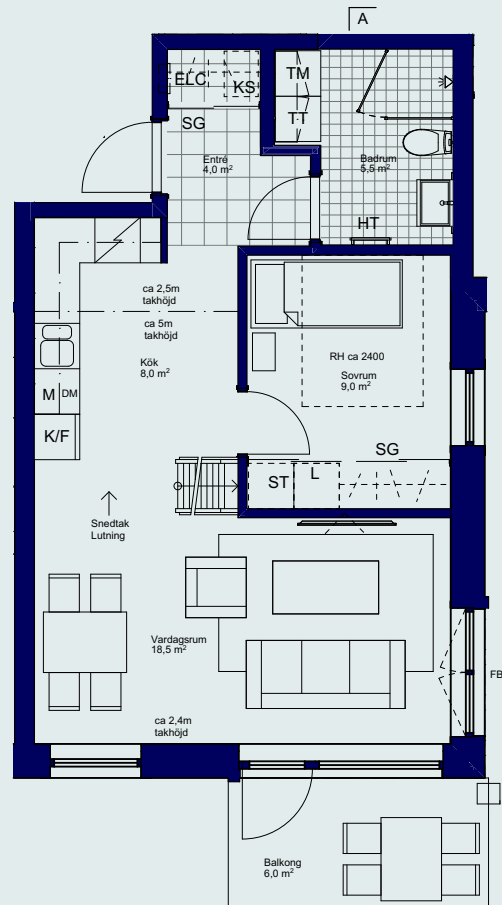 A
ELC
KS
TM
TT
SG
Entré
4,0 m²
Badrum
5,5 m²
HT
ca 2,5m
takhöjd
ca 5m
takhöjd
Kök
8,0 m²
RH ca 2400
Sovrum
9,0 m²
M
DM
K/F
SG
ST
L
Snedtak
Lutning
Vardagsrum
18,5 m²
FB
ca 2,4m
takhöjd
Balkong
6,0 m²